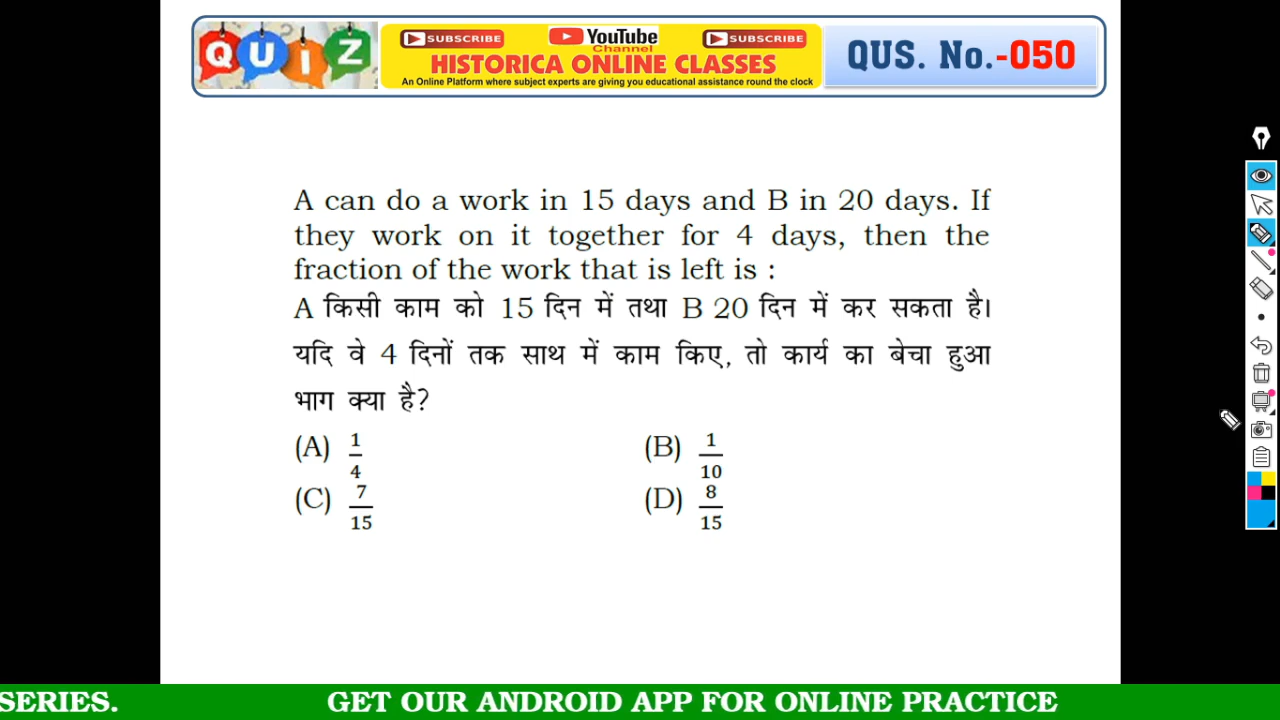 QUIZ
SUBSCRIBE YouTube SUBSCRIBE
Channel
HISTORICA ONLINE CLASSES
An Online Platform where subject experts are giving you educational assistance round the clock
QUS. No.-050
A can do a work in 15 days and B in 20 days. If
they work on it together for 4 days, then the
fraction of the work that is left is :
A किसी काम को 15 दिन में तथा B 20 दिन में कर सकता है।
यदि वे 4 दिनों तक साथ में काम किए, तो कार्य का बेचा हुआ
भाग क्या है?
(A) 1/4 (B) 1/10
(C) 7/15 (D) 8/15
SERIES. GET OUR ANDROID APP FOR ONLINE PRACTICE